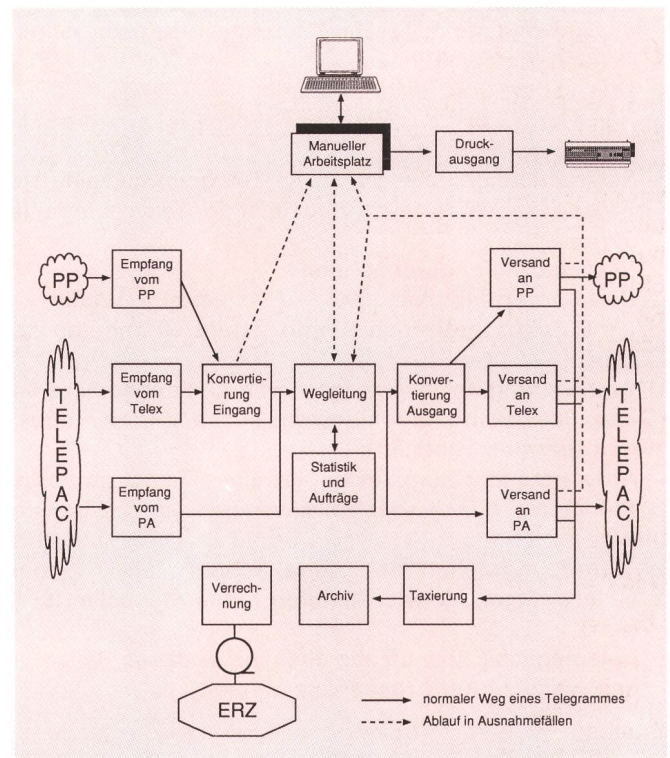 Manueller
Arbeitsplatz
Druck-
ausgang
PP
Empfang
vom
PP
Versand
an
PP
PP
TELEPAC
Empfang
vom
Telex
Konvertie-
rung
Eingang
Wegleitung
Konver-
tierung
Ausgang
Versand
an
Telex
TELEPAC
Statistik
und
Aufträge
Empfang
vom
PA
Versand
an
PA
Verrech-
nung
Archiv
Taxierung
ERZ
normaler Weg eines Telegrammes
Ablauf in Ausnahmefällen